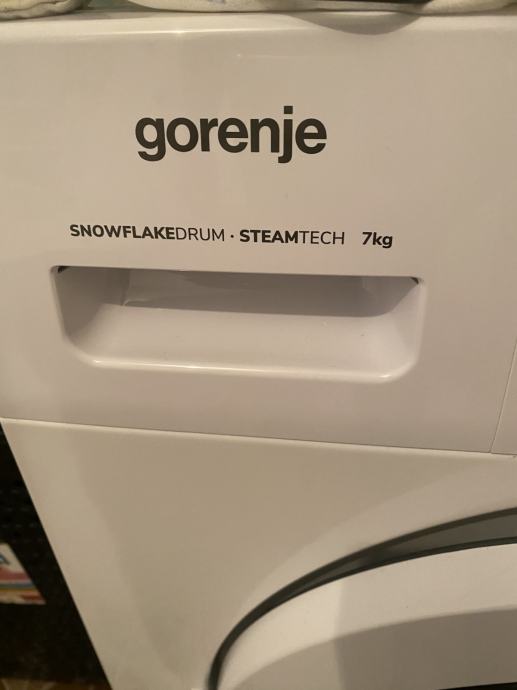 gorenje
SNOWFLAKEDRUM · STEAMTECH 7kg